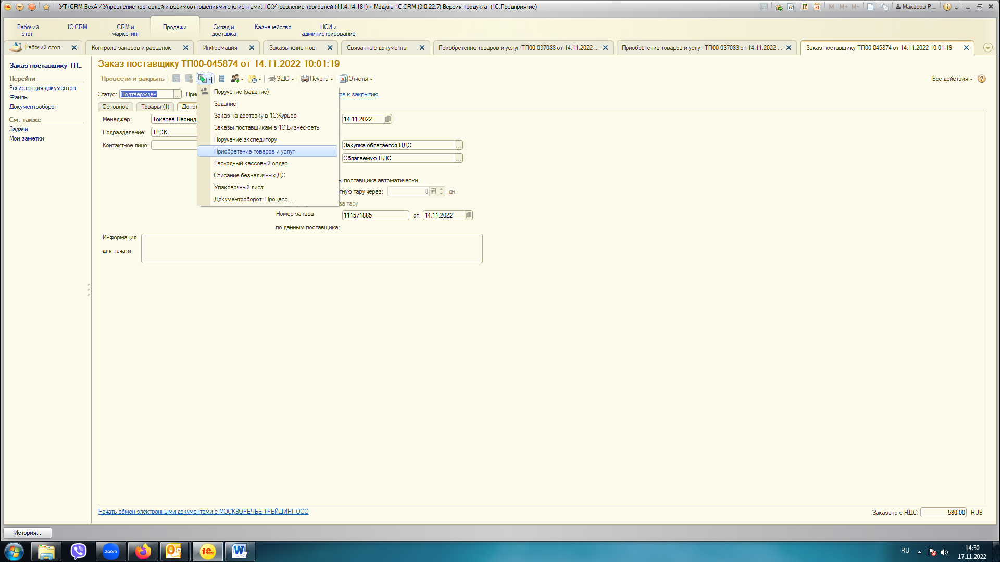 УТ+CRM ВехА / Управление торговлей и взаимоотношениями с клиентами: 1С:Управление торговлей (11.4.14.181) + Модуль 1С:CRM (3.0.22.7) Версия продукта (1С:Предприятие)
M M+ M- Макаров Р...
Рабочий стол
1С:CRM
CRM и маркетинг
Продажи
Склад и доставка
Казначейство
НСИ и администрирование
Рабочий стол
Контроль заказов и расценок
Информация
Заказы клиентов
Связанные документы
Приобретение товаров и услуг ТП00-037088 от 14.11.2022 ...
Приобретение товаров и услуг ТП00-037083 от 14.11.2022 ...
Заказ поставщику ТП00-045874 от 14.11.2022 10:01:19
Заказ поставщику ТП...
Перейти
Регистрация документов
Файлы
Документооборот
См. также
Задачи
Мои заметки
Заказ поставщику ТП00-045874 от 14.11.2022 10:01:19
Провести и закрыть
ЭДО
Печать
Отчеты
Все действия
Статус: Подтвержден ... При
ов к закрытию
Основное
Товары (1)
Допол
Менеджер: Токарев Леонид
14.11.2022
Подразделение: ТРЭК
Контактное лицо:
Закупка облагается НДС ...
Облагаемую НДС ...
Поручение (задание)
Задание
Заказ на доставку в 1С:Курьер
Заказы поставщикам в 1С:Бизнес-сеть
Поручение экспедитору
Приобретение товаров и услуг
Расходный кассовый ордер
Списание безналичных ДС
Упаковочный лист
Документооборот: Процесс...
ы поставщика автоматически
тную тару через: 0 дн.
за тару
Номер заказа 111571865 от: 14.11.2022
по данным поставщика:
Информация
для печати:
Начать обмен электронными документами с МОСКВОРЕЧЬЕ ТРЕЙДИНГ ООО
Заказано с НДС: 580,00 RUB
История...
zoom
RU
14:30
17.11.2022